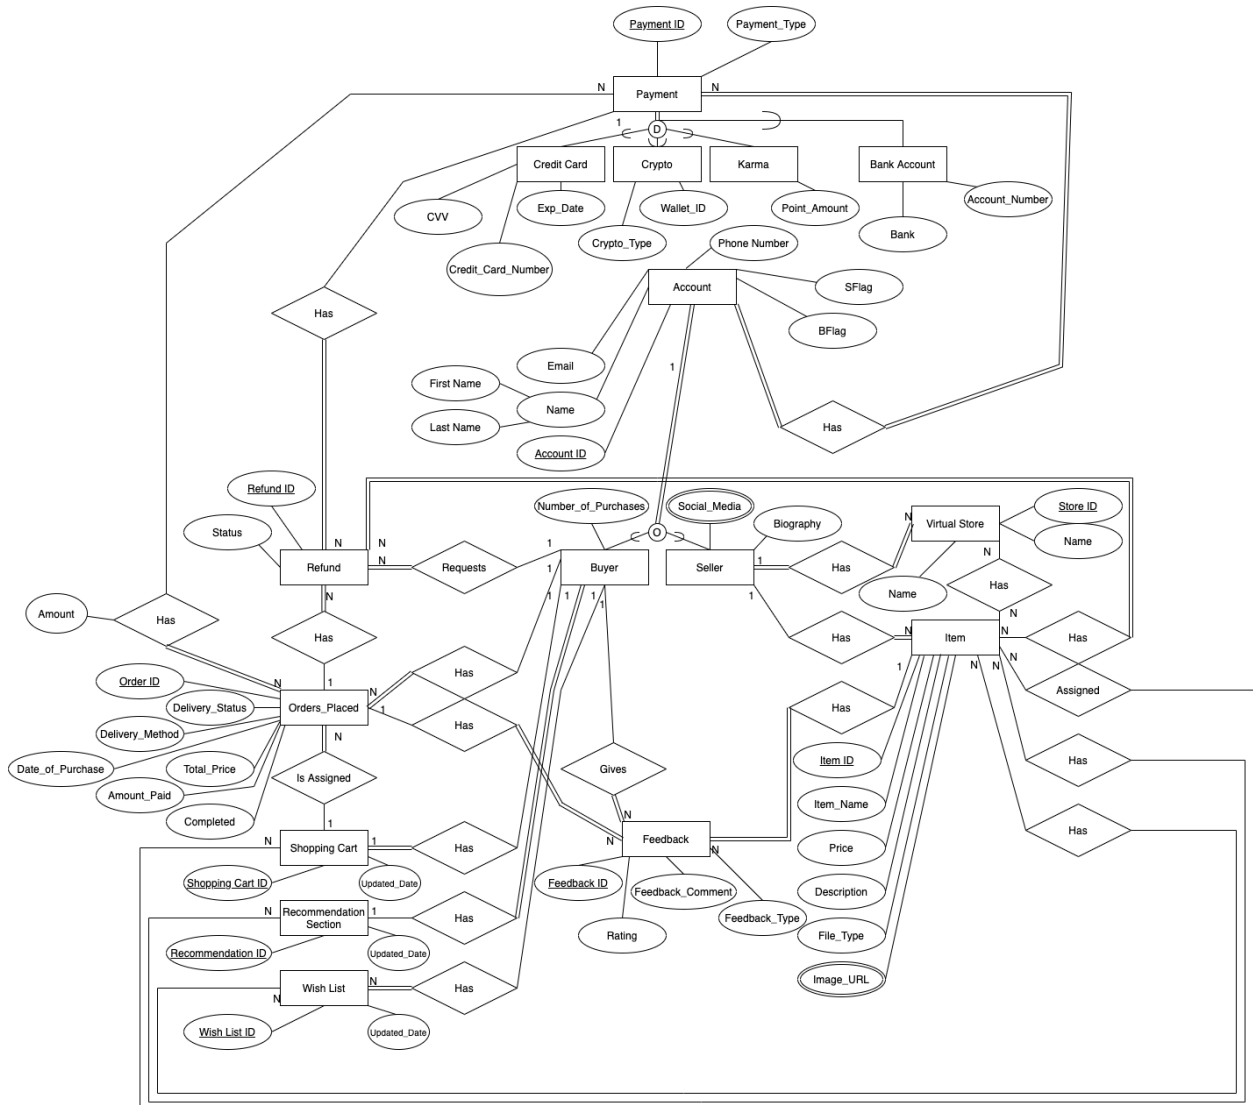 Payment ID
Payment_Type
N
Payment
N
1
D
Credit Card
Crypto
Karma
Bank Account
CVV
Exp_Date
Wallet_ID
Point_Amount
Account_Number
Credit_Card_Number
Crypto_Type
Bank
Phone Number
Account
SFlag
BFlag
Has
1
Email
First Name
Name
Last Name
Account ID
Has
Refund ID
Number_of_Purchases
Social_Media
Biography
Store ID
Status
O
N
Virtual Store
Name
N
N
1
1
N
Refund
N
Requests
1
Buyer
Seller
Has
Has
Name
Amount
Has
N
Has
1
1
1
1
1
Has
N
N
Item
N
Has
Order ID
N
1
Has
1
N
N
N
Assigned
Delivery_Status
Orders_Placed
N
1
Has
Has
Delivery_Method
N
Date_of_Purchase
Total_Price
Is Assigned
Gives
Item ID
Has
Amount_Paid
Item_Name
Completed
1
N
Has
N
Shopping Cart
1
Has
N
Feedback
N
Price
Shopping Cart ID
Updated_Date
Feedback ID
Feedback_Comment
Description
N
Recommendation
Section
1
Has
Feedback_Type
Rating
File_Type
Recommendation ID
Updated_Date
N
Wish List
N
Has
Image_URL
Wish List ID
Updated_Date